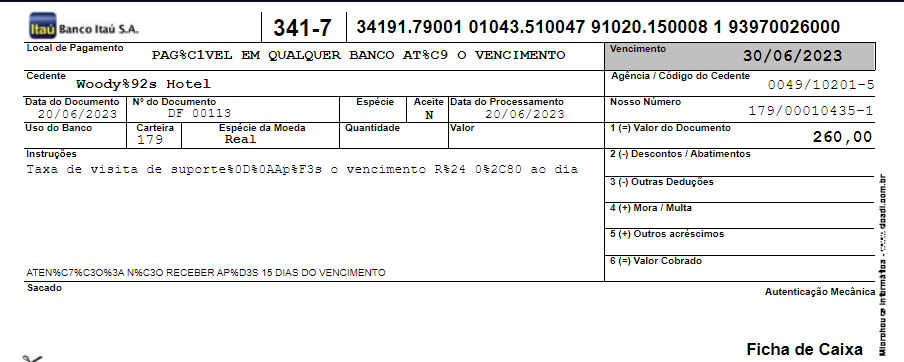 Itaú Banco Itaú S.A. 341-7 34191.79001 01043.510047 91020.150008 1 93970026000
Local de Pagamento Vencimento
PAG%C1VEL EM QUALQUER BANCO AT%C9 O VENCIMENTO 30/06/2023
Cedente Agência / Código do Cedente
Woody%92s Hotel 0049/10201-5
Data do Documento Nº do Documento Espécie Aceite Data do Processamento Nosso Número
20/06/2023 DF 00113 N 20/06/2023 179/00010435-1
Uso do Banco Carteira Espécie da Moeda Quantidade Valor 1 (=) Valor do Documento
179 Real 260,00
Instruções 2 (-) Descontos / Abatimentos
Taxa de visita de suporte%0D%0AAp%F3s o vencimento R%24 0%2C80 ao dia
3 (-) Outras Deduções
4 (+) Mora / Multa
5 (+) Outros acréscimos
6 (=) Valor Cobrado
ATEN%C7%C3O%3A N%C3O RECEBER AP%D3S 15 DIAS DO VENCIMENTO
Sacado Autenticação Mecânica
Ficha de Caixa
Informática